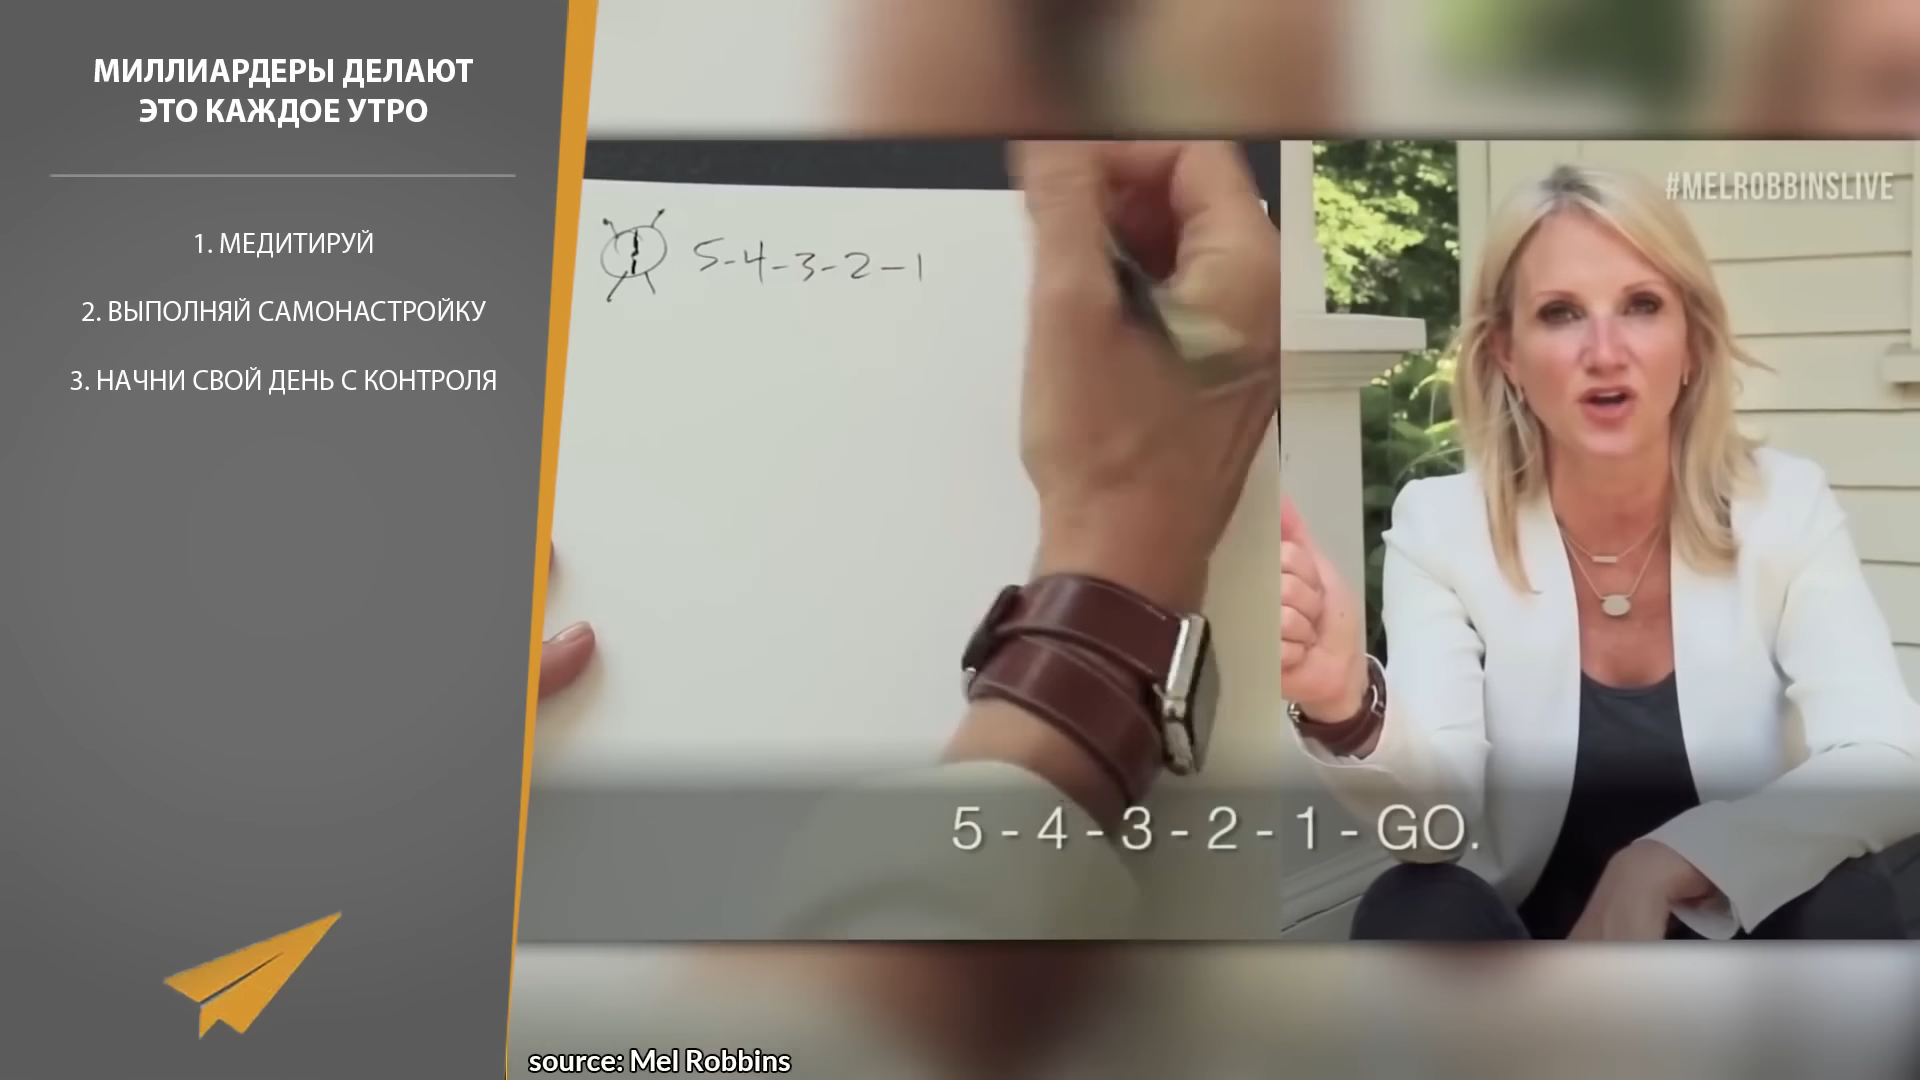 МИЛЛИАРДЕРЫ ДЕЛАЮТ
ЭТО КАЖДОЕ УТРО
1. МЕДИТИРУЙ
2. ВЫПОЛНЯЙ САМОНАСТРОЙКУ
3. НАЧНИ СВОЙ ДЕНЬ С КОНТРОЛЯ
#MELROBBINSLIVE
5-4-3-2-1
5 - 4 - 3 - 2 - 1 - GO.
source: Mel Robbins